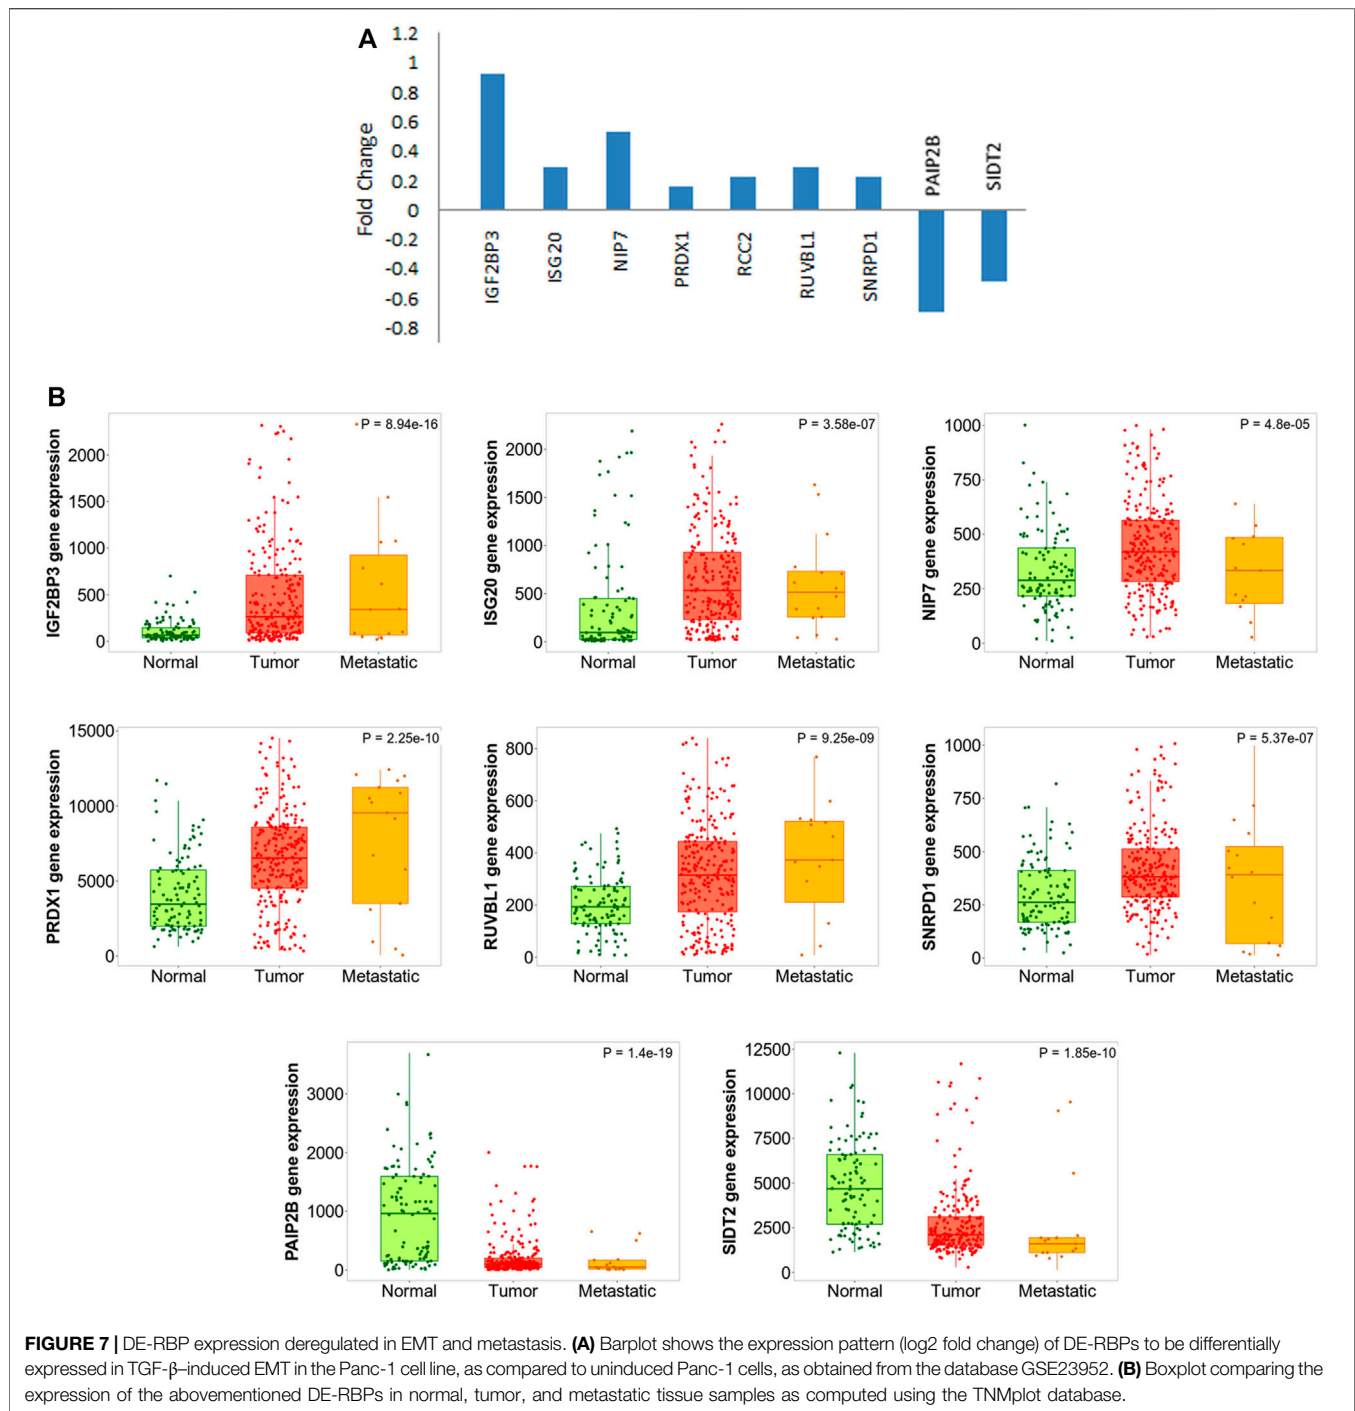 A
Fold Change
1.2
1
0.8
0.6
0.4
0.2
0
-0.2
-0.4
-0.6
-0.8
IGF2BP3
ISG20
NIP7
PRDX1
RCC2
RUVBL1
SNRPD1
PAIP2B
SIDT2
B
IGF2BP3 gene expression
2000
1500
1000
500
0
P = 8.94e-16
Normal Tumor Metastatic
ISG20 gene expression
2000
1500
1000
500
0
P = 3.58e-07
Normal Tumor Metastatic
NIP7 gene expression
1000
750
500
250
0
P = 4.8e-05
Normal Tumor Metastatic
PRDX1 gene expression
15000
10000
5000
0
P = 2.25e-10
Normal Tumor Metastatic
RUVBL1 gene expression
800
600
400
200
0
P = 9.25e-09
Normal Tumor Metastatic
SNRPD1 gene expression
1000
750
500
250
0
P = 5.37e-07
Normal Tumor Metastatic
PAIP2B gene expression
3000
2000
1000
0
P = 1.4e-19
Normal Tumor Metastatic
SIDT2 gene expression
12500
10000
7500
5000
2500
0
P = 1.85e-10
Normal Tumor Metastatic
FIGURE 7 | DE-RBP expression deregulated in EMT and metastasis. (A) Barplot shows the expression pattern (log2 fold change) of DE-RBPs to be differentially
expressed in TGF-β–induced EMT in the Panc-1 cell line, as compared to uninduced Panc-1 cells, as obtained from the database GSE23952. (B) Boxplot comparing the
expression of the abovementioned DE-RBPs in normal, tumor, and metastatic tissue samples as computed using the TNMplot database.